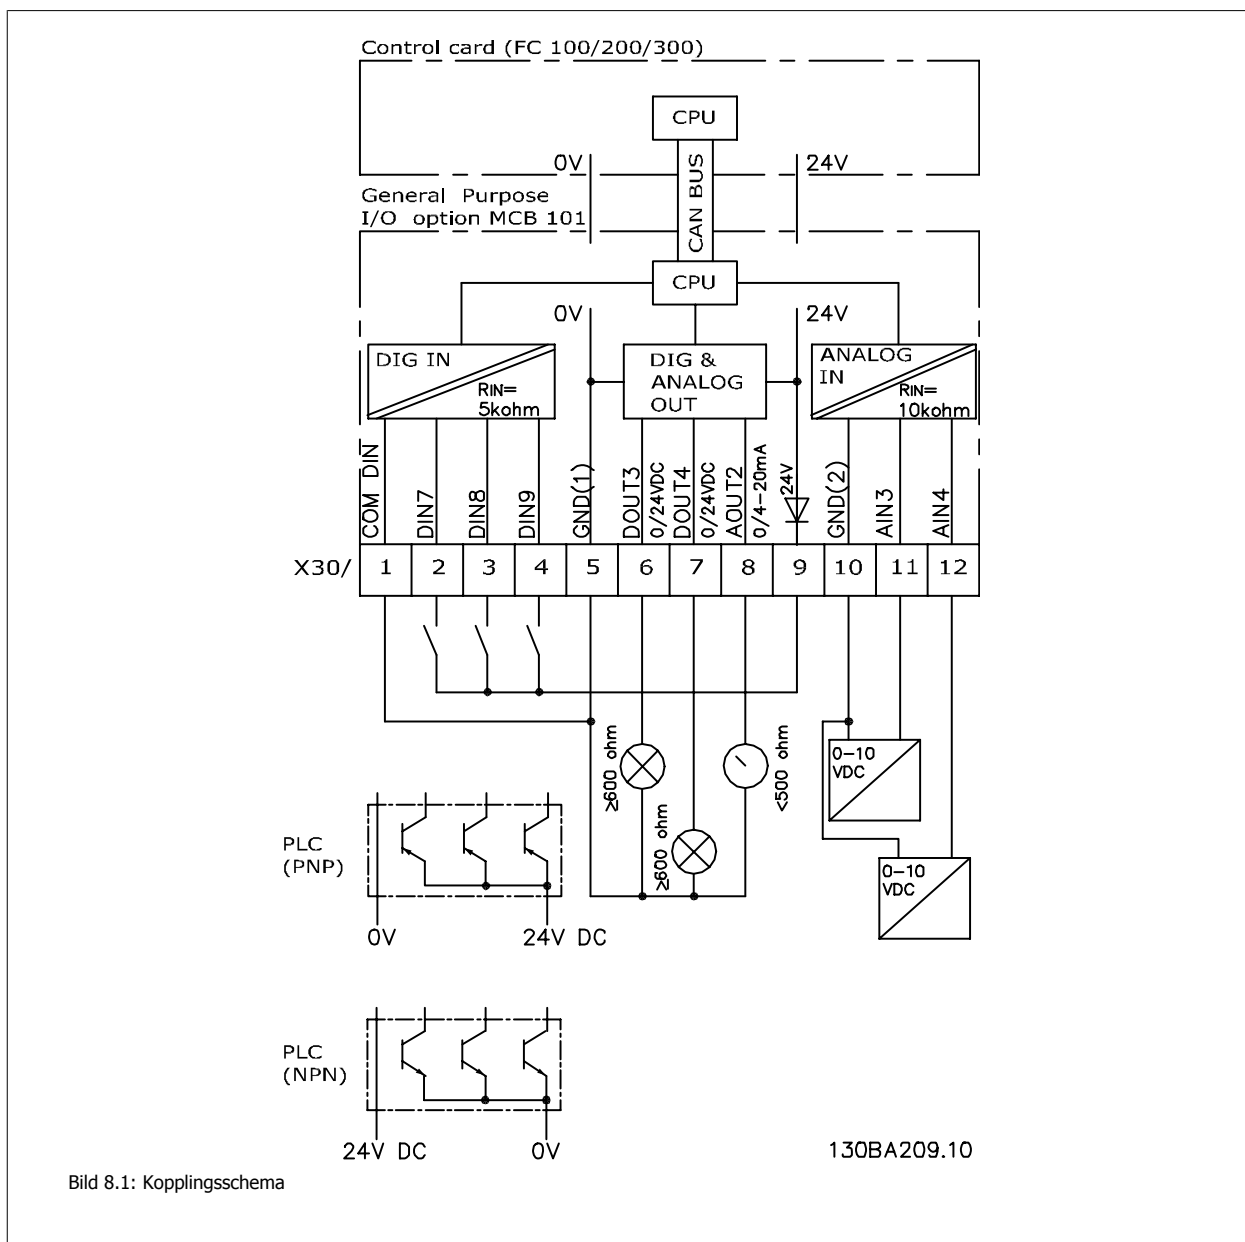 Control card (FC 100/200/300)
CPU
0V
24V
CAN BUS
General Purpose
I/O option MCB 101
CPU
0V
24V
DIG IN
RIN=
5kohm
DIG &
ANALOG
OUT
ANALOG
IN
RIN=
10kohm
COM DIN
DIN7
DIN8
DIN9
GND(1)
DOUT3
0/24VDC
DOUT4
0/24VDC
AOUT2
0/4-20mA
24V
GND(2)
AIN3
AIN4
X30/ 1 2 3 4 5 6 7 8 9 10 11 12
≥600 ohm
≥600 ohm
<500 ohm
0-10
VDC
0-10
VDC
PLC
(PNP)
0V
24V DC
PLC
(NPN)
24V DC
0V
130BA209.10
Bild 8.1: Kopplingsschema